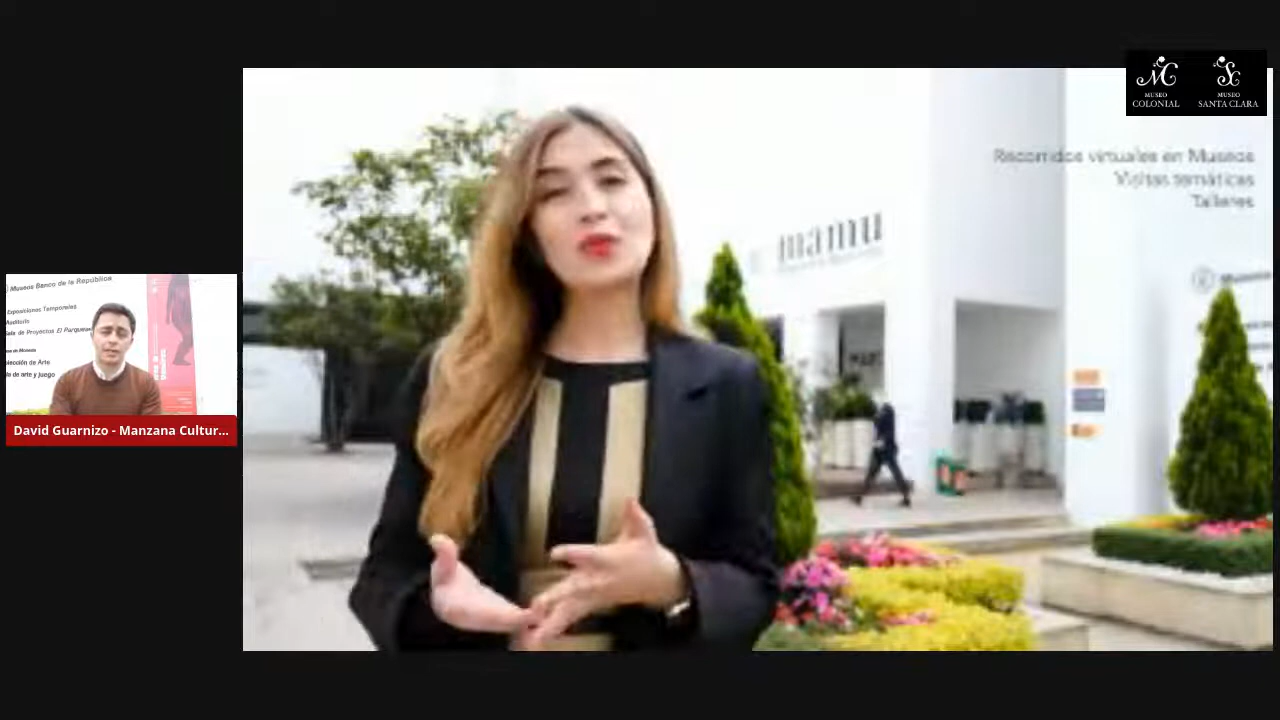 MUSEO
COLONIAL
MUSEO
SANTA CLARA
Recorridos virtuales en Museos
Visitas temáticas
Talleres
mamu
Museos Banco de la República
Exposiciones Temporales
Auditorio
Sala de Proyectos El Parqueadero
Colección de Arte
de arte y juego
David Guarnizo - Manzana Cultur...